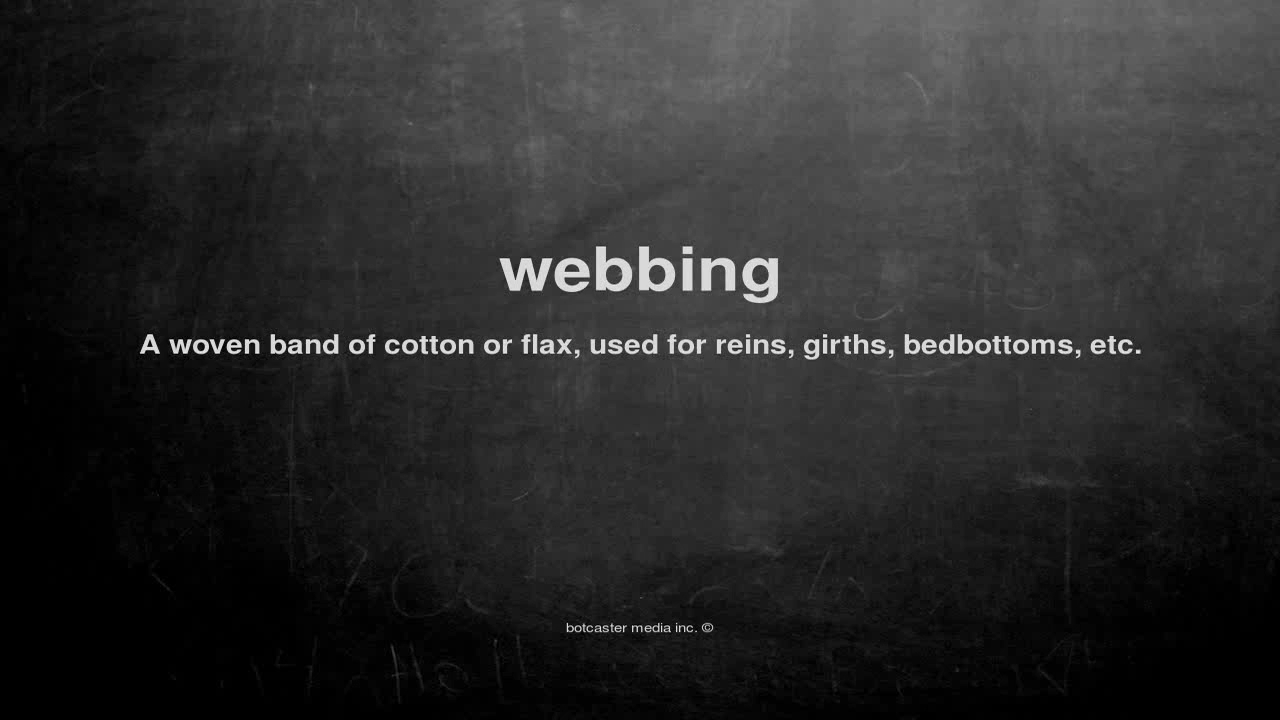 webbing
A woven band of cotton or flax, used for reins, girths, bedbottoms, etc.
botcaster media inc. ©